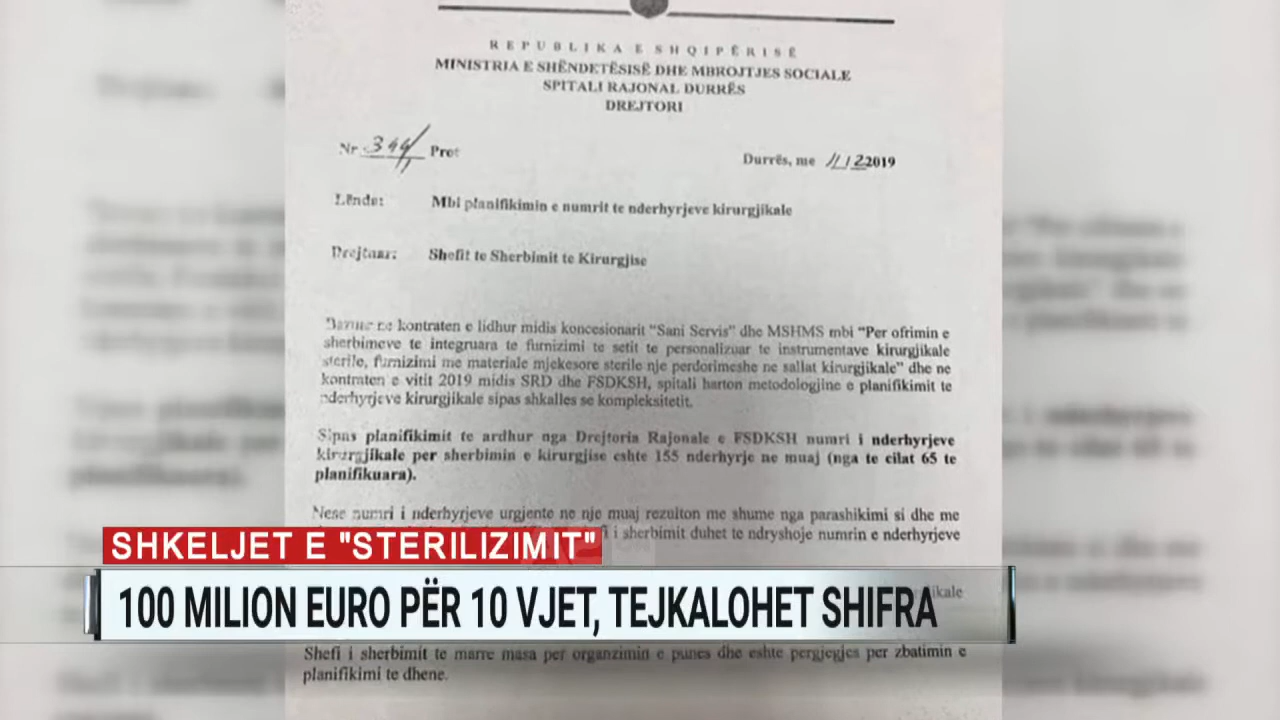 REPUBLIKA E SHQIPËRISË
MINISTRIA E SHËNDETËSISË DHE MBROJTJES SOCIALE
SPITALI RAJONAL DURRËS
DREJTORI
Nr 344/1 Prot
Durrës, me 11/12 2019
Lënde: Mbi planifikimin e numrit te nderhyrjeve kirurgjikale
Drejtuar: Shefit te Sherbimit te Kirurgjise
Bazuar ne kontraten e lidhur midis koncesionarit "Sani Servis" dhe MSHMS mbi "Per ofrimin e
sherbimeve te integruara te furnizimi te setit te personalizuar te instrumentave kirurgjikale
sterile, furnizimi me materiale mjekesore sterile nje perdorimeshe ne sallat kirurgjikale" dhe ne
kontraten e vitit 2019 midis SRD dhe FSDKSH, spitali harton metodologjine e planifikimit te
nderhyrjeve kirurgjikale sipas shkalles se kompleksitetit.
Sipas planifikimit te ardhur nga Drejtoria Rajonale e FSDKSH numri i nderhyrjeve
kirurgjikale per sherbimin e kirurgjise eshte 155 nderhyrje ne muaj (nga te cilat 65 te
planifikuara).
Nese numri i nderhyrjeve urgjente ne nje muaj rezulton me shume nga parashikimi si dhe me
i sherbimit duhet te ndryshoje numrin e nderhyrjeve
SHKELJET E "STERILIZIMIT"
100 MILION EURO PËR 10 VJET, TEJKALOHET SHIFRA
Shefi i sherbimit te marre masa per organzimin e punes dhe eshte pergjegjes per zbatimin e
planifikimi te dhene.